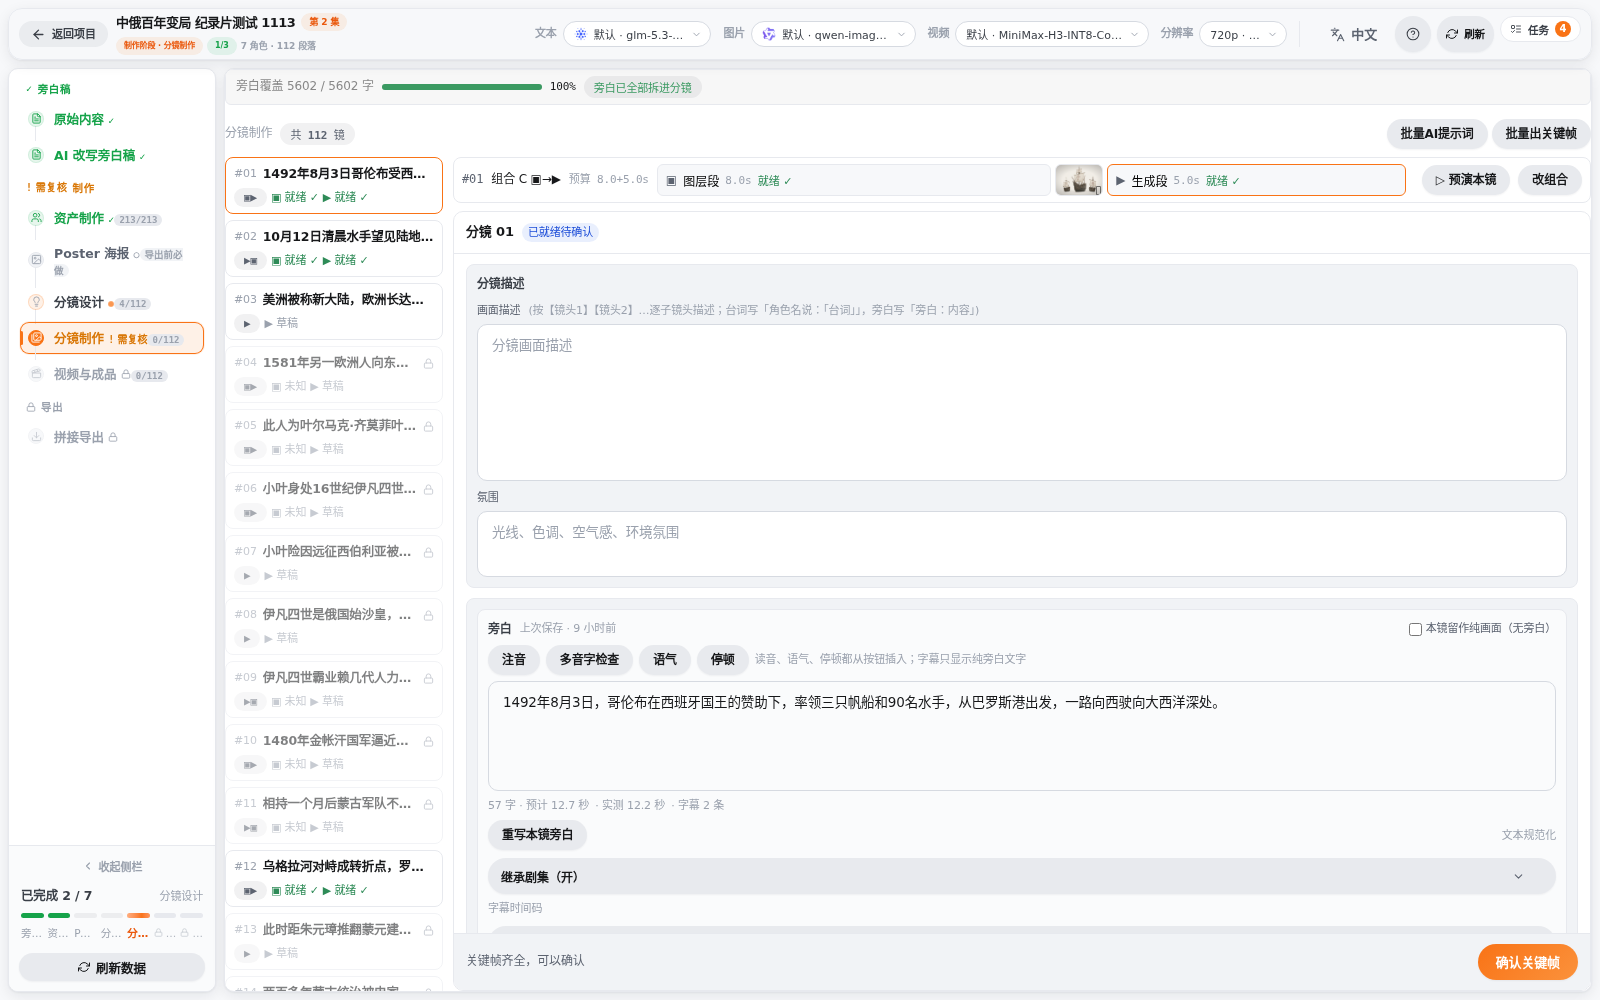 返回项目
中俄百年变局 纪录片测试 1113 第 2 集
制作阶段 · 分镜制作 1/3 7 角色 · 112 段落
文本 默认 · glm-5.3-... 图片 默认 · qwen-imag... 视频 默认 · MiniMax-H3-INT8-Co... 分辨率 720p · ... 中文 刷新 任务 4
✓ 旁白稿
原始内容 ✓
AI 改写旁白稿 ✓
! 需复核 制作
资产制作 ✓ 213/213
Poster 海报 ○ 导出前必做
分镜设计 ● 4/112
分镜制作 ! 需复核 0/112
视频与成品 0/112
导出
拼接导出
收起侧栏
已完成 2 / 7 分镜设计
旁... 资... P... 分... 分... ... ...
刷新数据
旁白覆盖 5602 / 5602 字 100% 旁白已全部拆进分镜
分镜制作 共 112 镜 批量AI提示词 批量出关键帧
#01 1492年8月3日哥伦布受西...
▣▶ ▣ 就绪 ✓ ▶ 就绪 ✓
#02 10月12日清晨水手望见陆地...
▶▣ ▣ 就绪 ✓ ▶ 就绪 ✓
#03 美洲被称新大陆，欧洲长达...
▶ ▶ 草稿
#04 1581年另一欧洲人向东...
▣▶ ▣ 未知 ▶ 草稿
#05 此人为叶尔马克·齐莫菲叶...
▣▶ ▣ 未知 ▶ 草稿
#06 小叶身处16世纪伊凡四世...
▣▶ ▣ 未知 ▶ 草稿
#07 小叶险因远征西伯利亚被...
▶ ▶ 草稿
#08 伊凡四世是俄国始沙皇，...
▶ ▶ 草稿
#09 伊凡四世霸业赖几代人力...
▶▣ ▣ 未知 ▶ 草稿
#10 1480年金帐汗国军逼近...
▣▶ ▣ 未知 ▶ 草稿
#11 相持一个月后蒙古军队不...
▶▣ ▣ 未知 ▶ 草稿
#12 乌格拉河对峙成转折点，罗...
▣▶ ▣ 就绪 ✓ ▶ 就绪 ✓
#13 此时距朱元璋推翻蒙元建...
▶ ▶ 草稿
#01 组合 C ▣→▶ 预算 8.0+5.0s ▣ 图层段 8.0s 就绪 ✓ ▶ 生成段 5.0s 就绪 ✓ ▷ 预演本镜 改组合
分镜 01 已就绪待确认
分镜描述
画面描述 (按【镜头1】【镜头2】...逐子镜头描述；台词写「角色名说：「台词」」，旁白写「旁白：内容」)
分镜画面描述
氛围
光线、色调、空气感、环境氛围
旁白 上次保存 · 9 小时前 本镜留作纯画面（无旁白）
注音 多音字检查 语气 停顿 读音、语气、停顿都从按钮插入；字幕只显示纯旁白文字
1492年8月3日，哥伦布在西班牙国王的赞助下，率领三只帆船和90名水手，从巴罗斯港出发，一路向西驶向大西洋深处。
57 字 · 预计 12.7 秒 · 实测 12.2 秒 · 字幕 2 条
重写本镜旁白 文本规范化
继承剧集（开）
字幕时间码
关键帧齐全，可以确认 确认关键帧